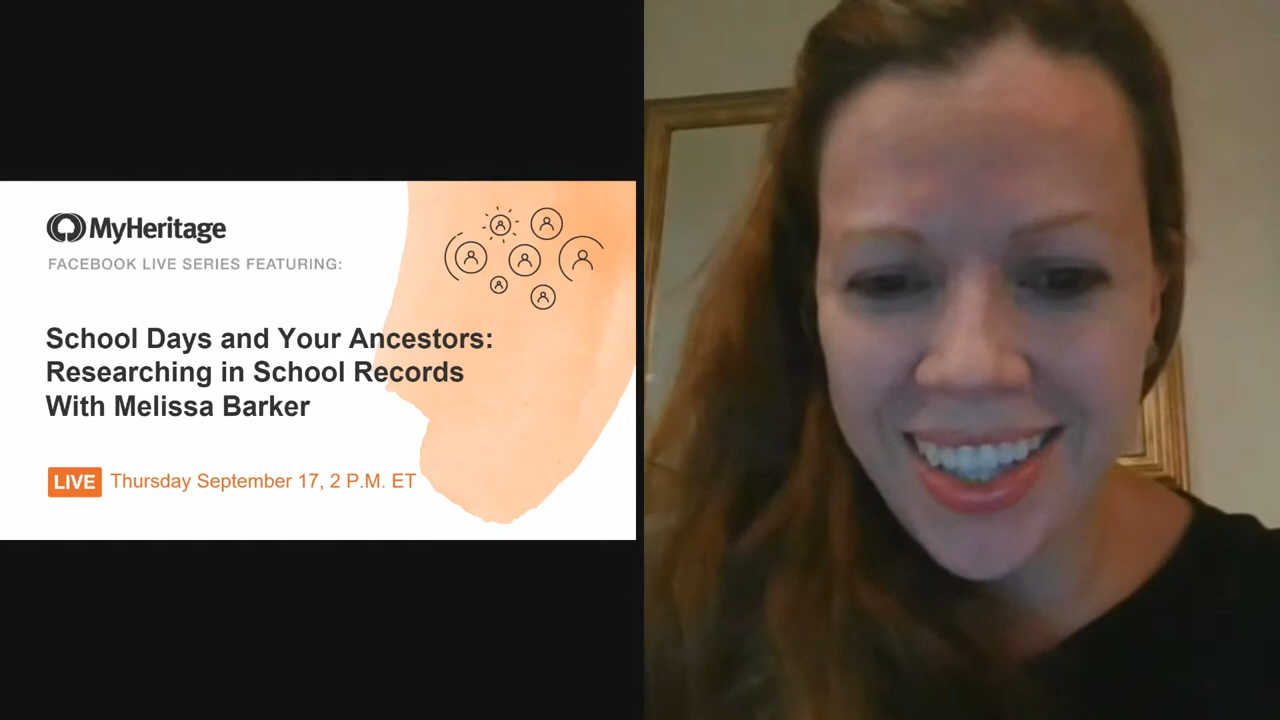 MyHeritage
FACEBOOK LIVE SERIES FEATURING:
School Days and Your Ancestors:
Researching in School Records
With Melissa Barker
LIVE Thursday September 17, 2 P.M. ET